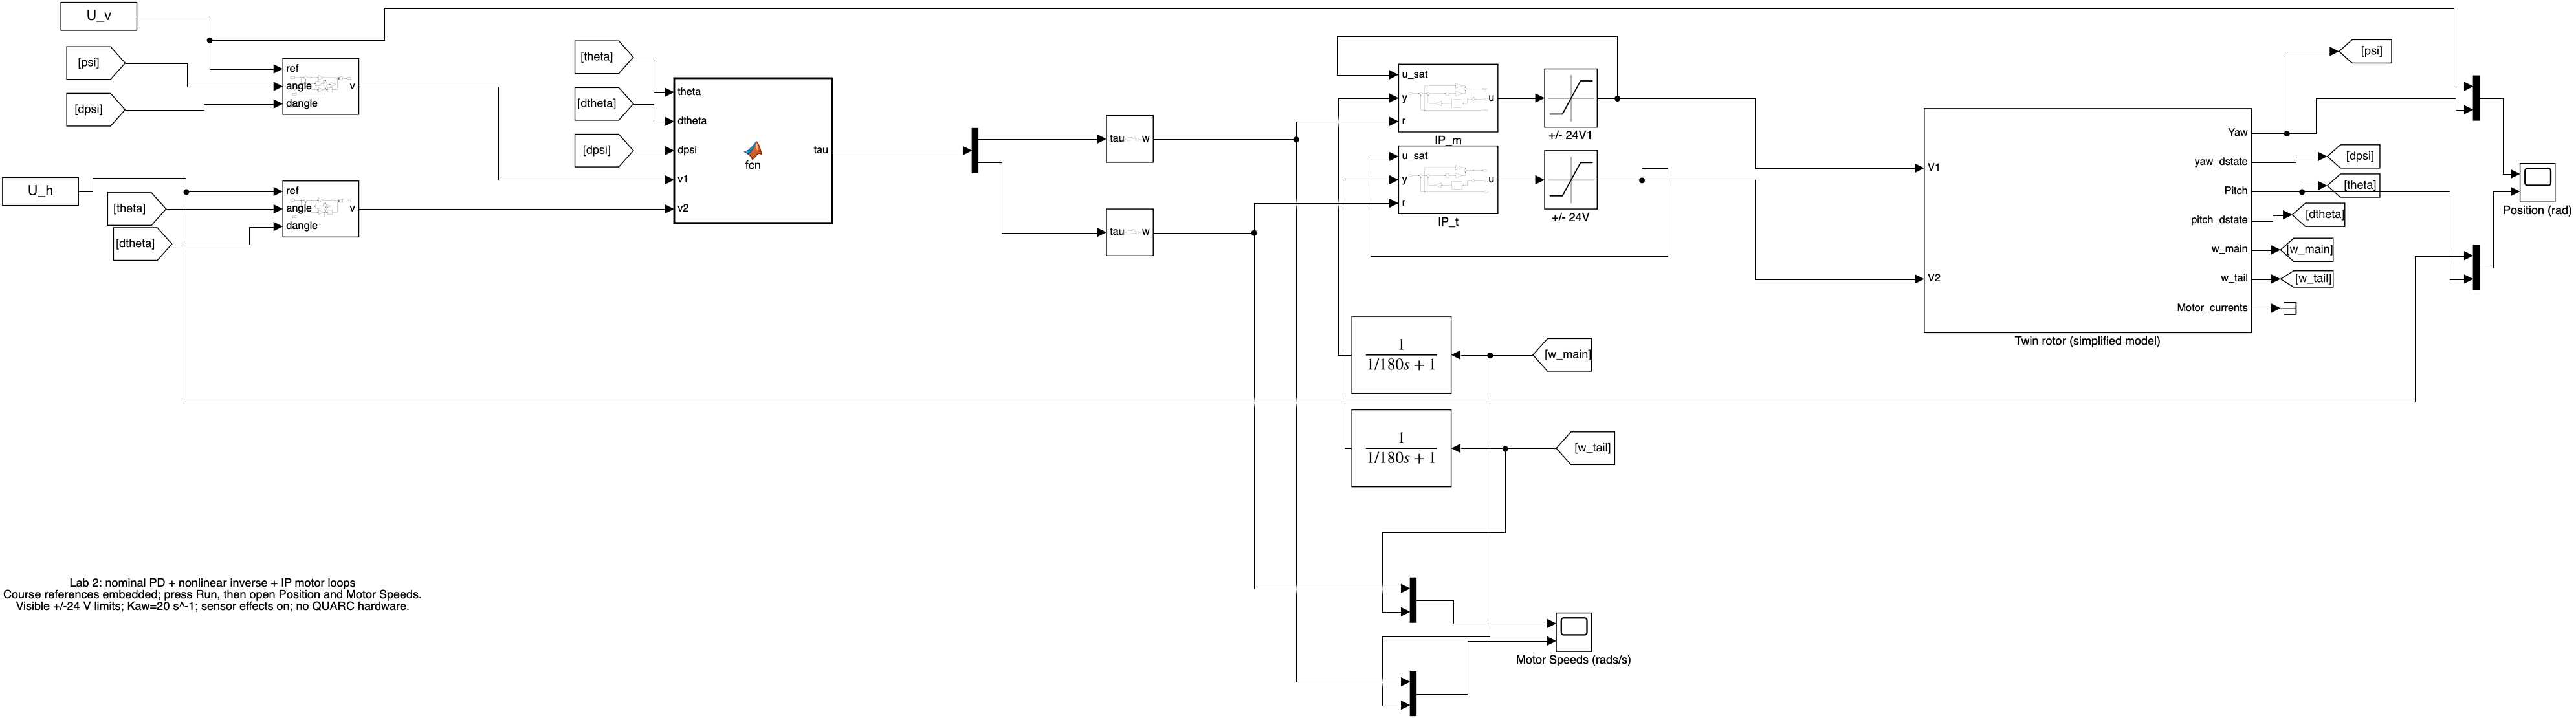 U_v
[psi]
[dpsi]
ref
angle
dangle
v
U_h
[theta]
[dtheta]
ref
angle
dangle
v
[theta]
[dtheta]
[dpsi]
theta
dtheta
dpsi
v1
v2
tau
fcn
tau w
tau w
u_sat
y
r
u
IP_m
+/- 24V1
u_sat
y
r
u
IP_t
+/- 24V
V1
V2
Yaw
yaw_dstate
Pitch
pitch_dstate
w_main
w_tail
Motor_currents
Twin rotor (simplified model)
[psi]
[dpsi]
[theta]
[dtheta]
[w_main]
[w_tail]
Position (rad)
1
1/180s + 1
[w_main]
1
1/180s + 1
[w_tail]
Motor Speeds (rads/s)
Lab 2: nominal PD + nonlinear inverse + IP motor loops
Course references embedded; press Run, then open Position and Motor Speeds.
Visible +/-24 V limits; Kaw=20 s^-1; sensor effects on; no QUARC hardware.